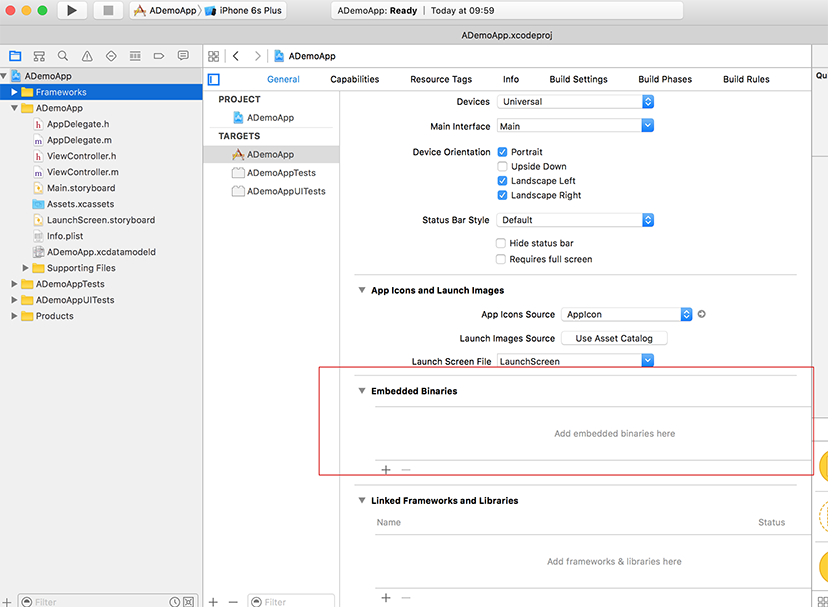 ADemoApp iPhone 6s Plus ADemoApp: Ready Today at 09:59
ADemoApp.xcodeproj
ADemoApp
General Capabilities Resource Tags Info Build Settings Build Phases Build Rules
Qu
ADemoApp
Frameworks
ADemoApp
AppDelegate.h
AppDelegate.m
ViewController.h
ViewController.m
Main.storyboard
Assets.xcassets
LaunchScreen.storyboard
Info.plist
ADemoApp.xcdatamodeld
Supporting Files
ADemoAppTests
ADemoAppUITests
Products
Filter
PROJECT
ADemoApp
TARGETS
ADemoApp
ADemoAppTests
ADemoAppUITests
Filter
Devices Universal
Main Interface Main
Device Orientation Portrait
Upside Down
Landscape Left
Landscape Right
Status Bar Style Default
Hide status bar
Requires full screen
App Icons and Launch Images
App Icons Source AppIcon
Launch Images Source Use Asset Catalog
Launch Screen File LaunchScreen
Embedded Binaries
Add embedded binaries here
Linked Frameworks and Libraries
Name Status
Add frameworks & libraries here